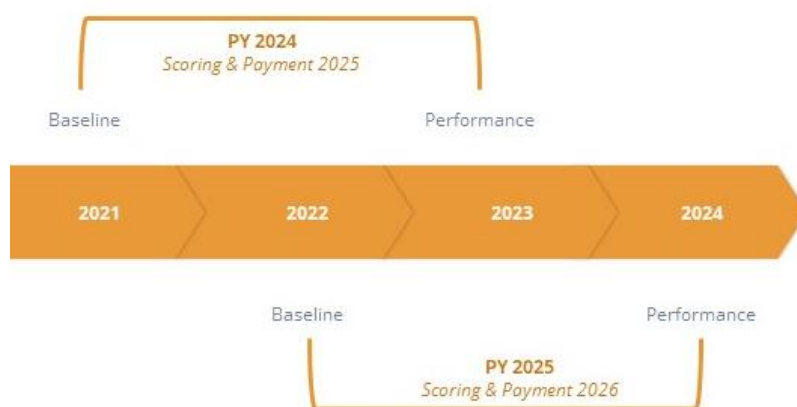 PY 2024
Scoring & Payment 2025
Baseline Performance
2021 2022 2023 2024
Baseline Performance
PY 2025
Scoring & Payment 2026